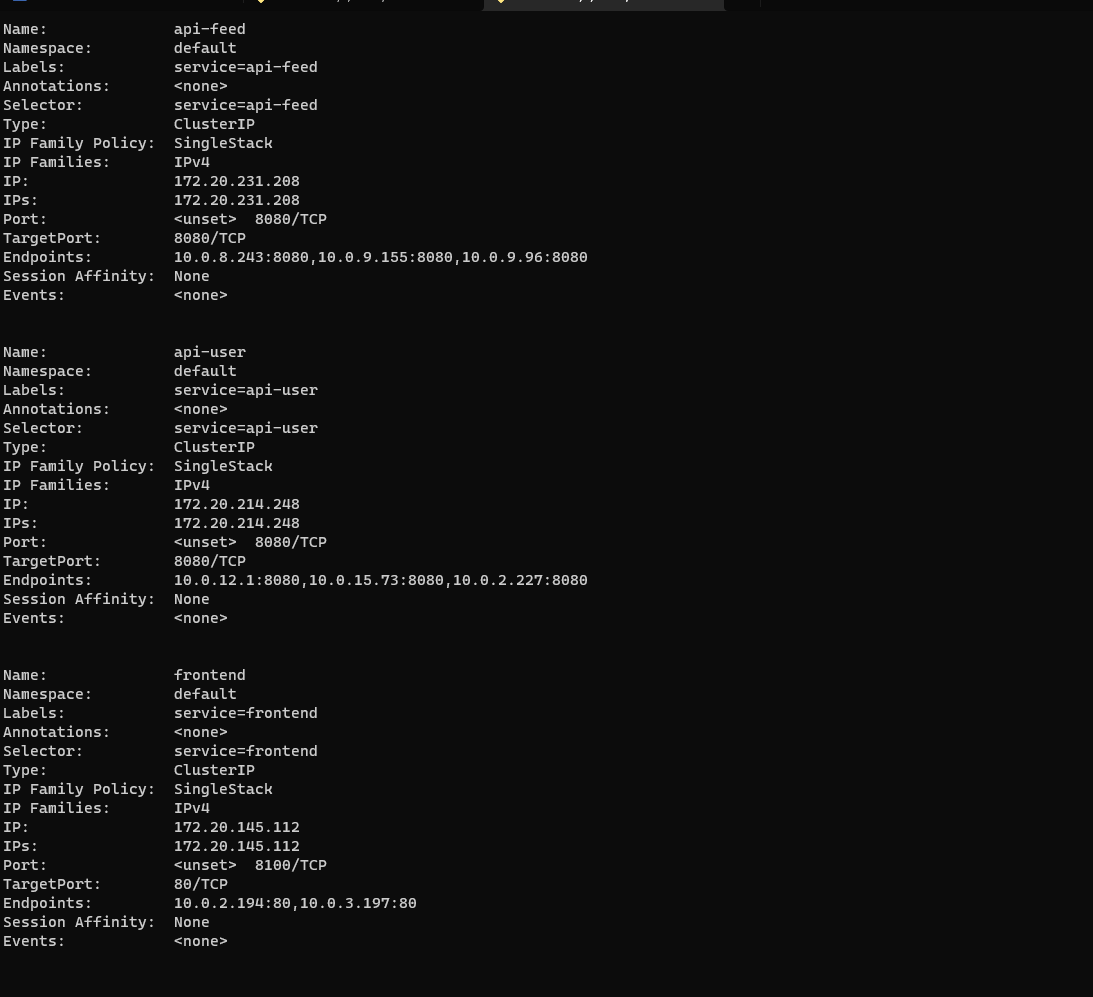 Name:              api-feed
Namespace:         default
Labels:            service=api-feed
Annotations:       <none>
Selector:          service=api-feed
Type:              ClusterIP
IP Family Policy:  SingleStack
IP Families:       IPv4
IP:                172.20.231.208
IPs:               172.20.231.208
Port:              <unset>  8080/TCP
TargetPort:        8080/TCP
Endpoints:         10.0.8.243:8080,10.0.9.155:8080,10.0.9.96:8080
Session Affinity:  None
Events:            <none>
Name:              api-user
Namespace:         default
Labels:            service=api-user
Annotations:       <none>
Selector:          service=api-user
Type:              ClusterIP
IP Family Policy:  SingleStack
IP Families:       IPv4
IP:                172.20.214.248
IPs:               172.20.214.248
Port:              <unset>  8080/TCP
TargetPort:        8080/TCP
Endpoints:         10.0.12.1:8080,10.0.15.73:8080,10.0.2.227:8080
Session Affinity:  None
Events:            <none>
Name:              frontend
Namespace:         default
Labels:            service=frontend
Annotations:       <none>
Selector:          service=frontend
Type:              ClusterIP
IP Family Policy:  SingleStack
IP Families:       IPv4
IP:                172.20.145.112
IPs:               172.20.145.112
Port:              <unset>  8100/TCP
TargetPort:        80/TCP
Endpoints:         10.0.2.194:80,10.0.3.197:80
Session Affinity:  None
Events:            <none>